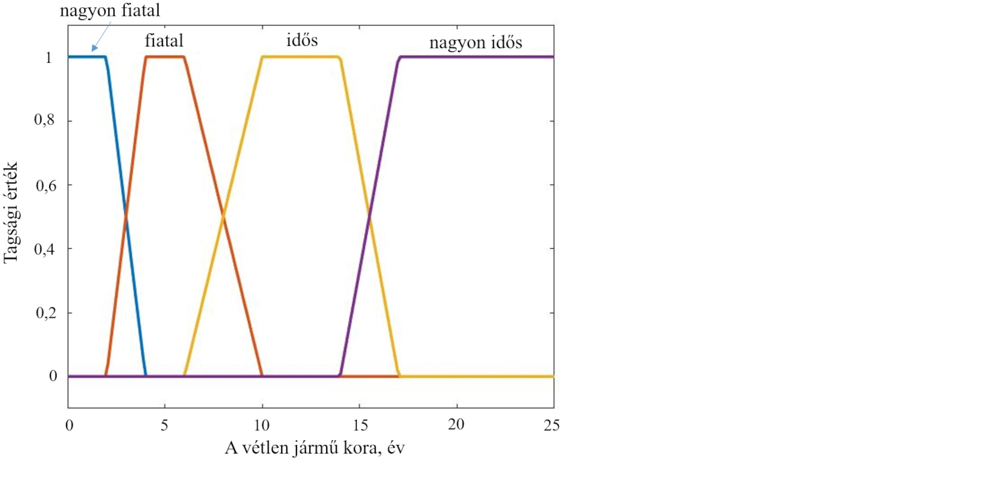 nagyon fiatal
fiatal
idős
nagyon idős
1
0,8
0,6
0,4
0,2
0
Tagsági érték
0 5 10 15 20 25
A vétlen jármű kora, év